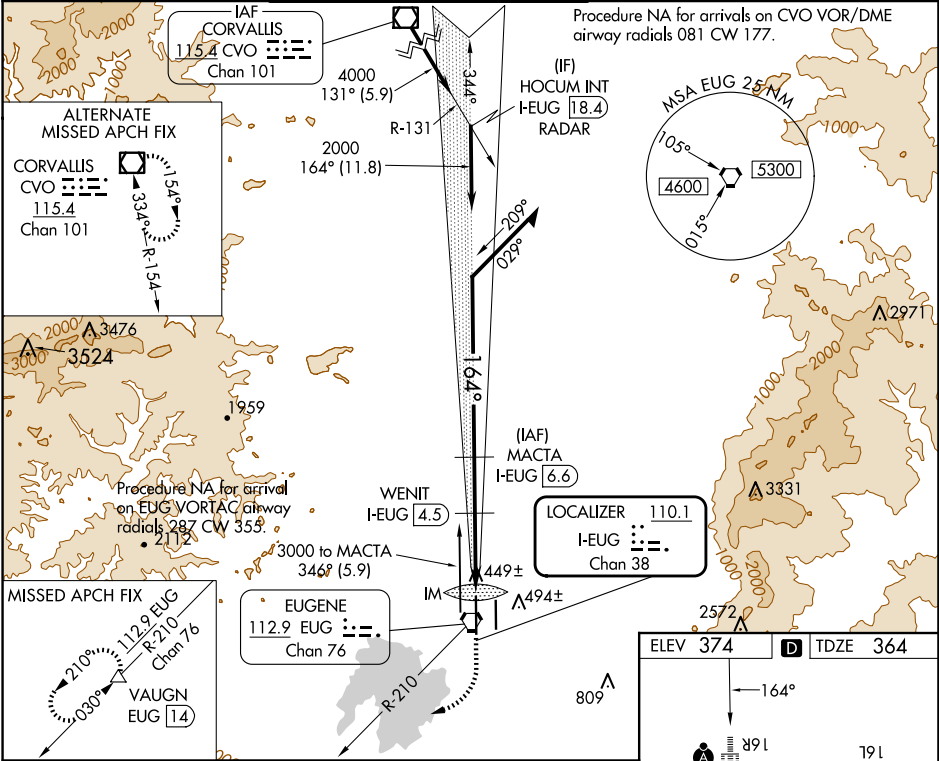 IAF
CORVALLIS
115.4 CVO
Chan 101
Procedure NA for arrivals on CVO VOR/DME
airway radials 081 CW 177.
4000
131° (5.9)
R-131
344°
(IF)
HOCUM INT
I-EUG 18.4
RADAR
2000
164° (11.8)
209°
029°
164°
MSA EUG 25 NM
105°
015°
4600
5300
1000
2000
2000
ALTERNATE
MISSED APCH FIX
CORVALLIS
CVO
115.4
Chan 101
154°
334°
R-154
2000
3476
3000
3524
1959
Procedure NA for arrival
on EUG VORTAC airway
radials 287 CW 355.
2112
2971
2000
1000
3331
1000
2000
2572
(IAF)
MACTA
I-EUG 6.6
WENIT
I-EUG 4.5
3000 to MACTA
346° (5.9)
LOCALIZER 110.1
I-EUG
Chan 38
449±
IM
494±
EUGENE
112.9 EUG
Chan 76
R-210
809
MISSED APCH FIX
112.9 EUG
R-210
Chan 76
210°
030°
VAUGN
EUG 14
ELEV 374
D
TDZE 364
164°
A
16R
16L